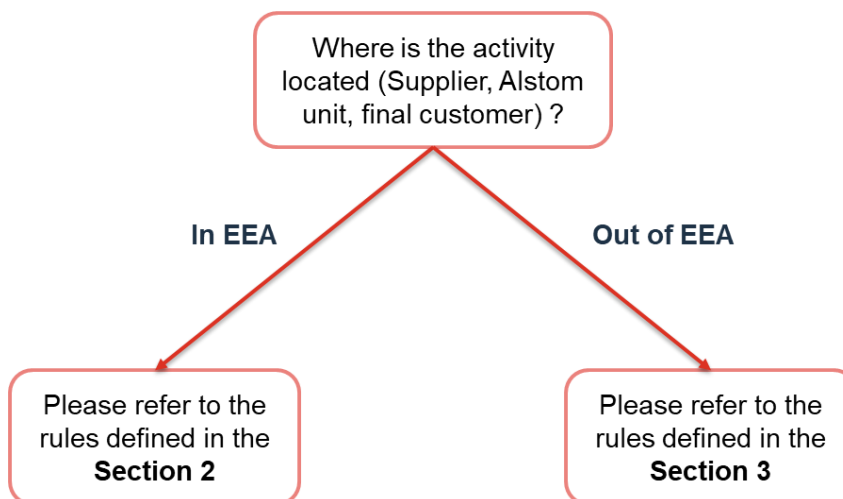 Where is the activity
located (Supplier, Alstom
unit, final customer) ?
In EEA
Out of EEA
Please refer to the
rules defined in the
Section 2
Please refer to the
rules defined in the
Section 3